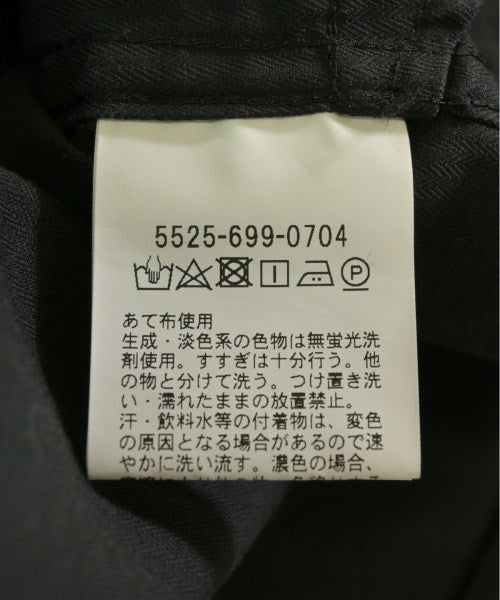 5525-699-0704
P
あて布使用
生成・淡色系の色物は無蛍光洗
剤使用。すすぎは十分行う。他
の物と分けて洗う。つけ置き洗
い・濡れたままの放置禁止。
汗・飲料水等の付着物は、変色
の原因となる場合があるので速
やかに洗い流す。濃色の場合、